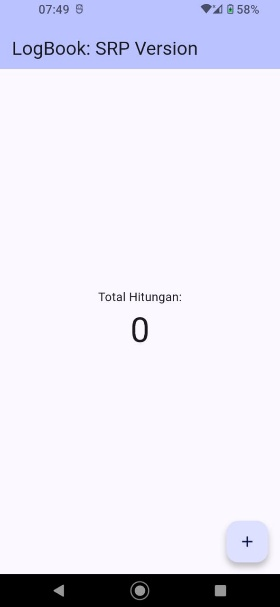 07:49 58%
LogBook: SRP Version
Total Hitungan:
0
+